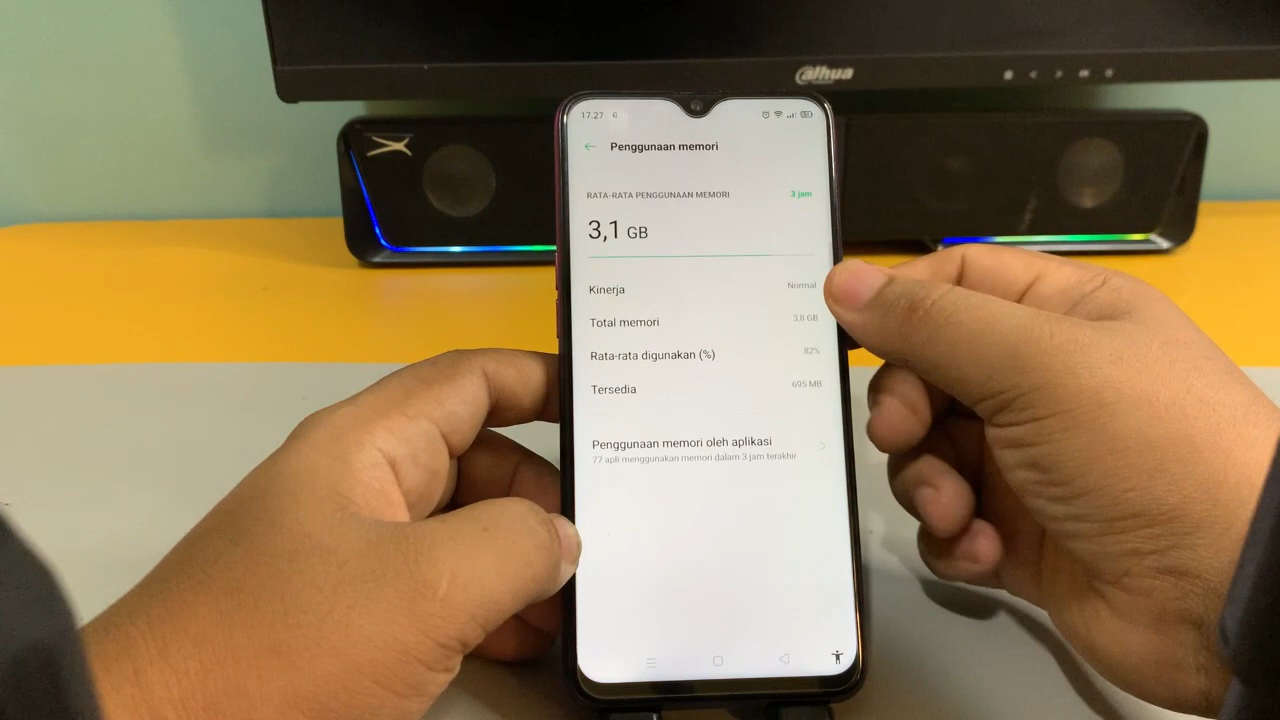 alhua
17.27
Penggunaan memori
RATA-RATA PENGGUNAAN MEMORI 3 jam
3,1 GB
Kinerja Normal
Total memori 3,8 GB
Rata-rata digunakan (%) 82%
Tersedia 695 MB
Penggunaan memori oleh aplikasi
77 apli menggunakan memori dalam 3 jam terakhir